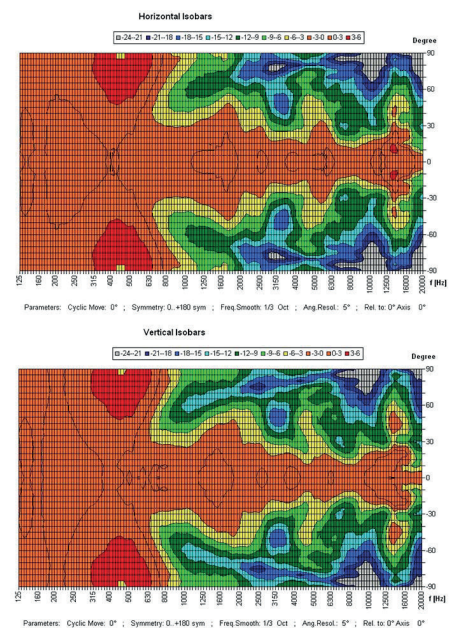 Horizontal Isobars
-24--21 -21--18 -18--15 -15--12 -12--9 -9--6 -6--3 -3-0 0-3 3-6
Degree
90
60
30
0
-30
-60
-90
125 160 200 250 315 400 500 630 800 1000 1250 1600 2000 2500 3150 4000 5000 6300 8000 10000 12500 16000 20000
f [Hz]
Parameters: Cyclic Move: 0° ; Symmetry: 0..+180 sym ; Freq.Smooth: 1/3 Oct ; Ang.Resol.: 5° ; Rel. to: 0° Axis 0°
Vertical Isobars
-24--21 -21--18 -18--15 -15--12 -12--9 -9--6 -6--3 -3-0 0-3 3-6
Degree
90
60
30
0
-30
-60
-90
125 160 200 250 315 400 500 630 800 1000 1250 1600 2000 2500 3150 4000 5000 6300 8000 10000 12500 16000 20000
f [Hz]
Parameters: Cyclic Move: 0° ; Symmetry: 0..+180 sym ; Freq.Smooth: 1/3 Oct ; Ang.Resol.: 5° ; Rel. to: 0° Axis 0°